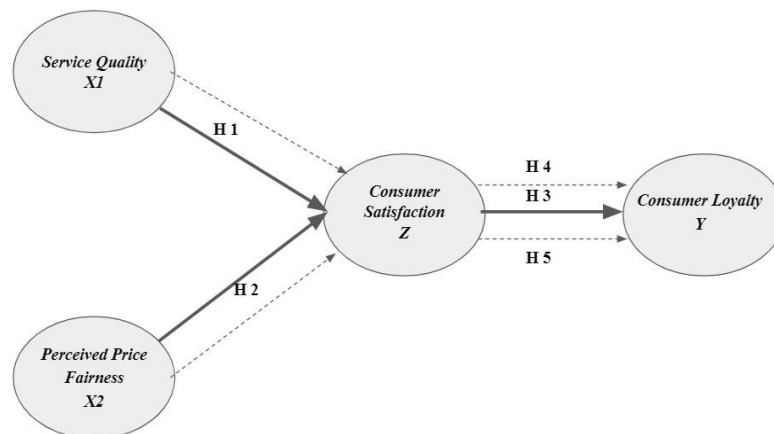 Service Quality
X1
H 1
Consumer
Satisfaction
Z
H 4
H 3
H 5
Consumer Loyalty
Y
H 2
Perceived Price
Fairness
X2